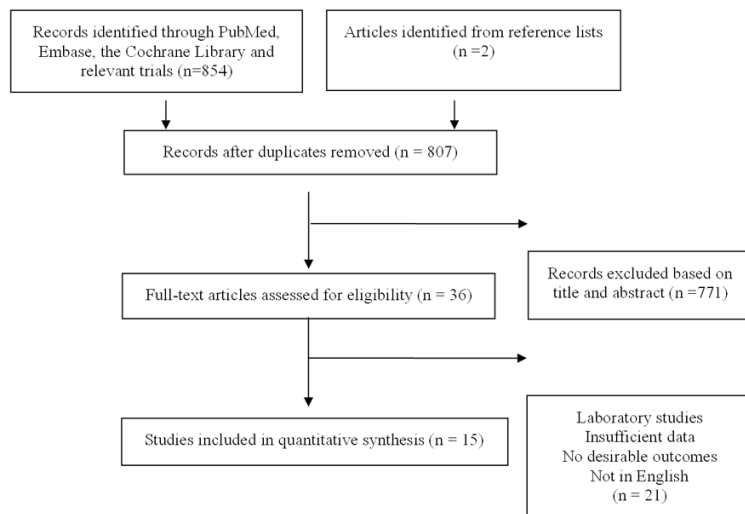 Records identified through PubMed,
Embase, the Cochrane Library and
relevant trials (n=854)
Articles identified from reference lists
(n =2)
Records after duplicates removed (n = 807)
Records excluded based on
title and abstract (n =771)
Full-text articles assessed for eligibility (n = 36)
Laboratory studies
Insufficient data
No desirable outcomes
Not in English
(n = 21)
Studies included in quantitative synthesis (n = 15)